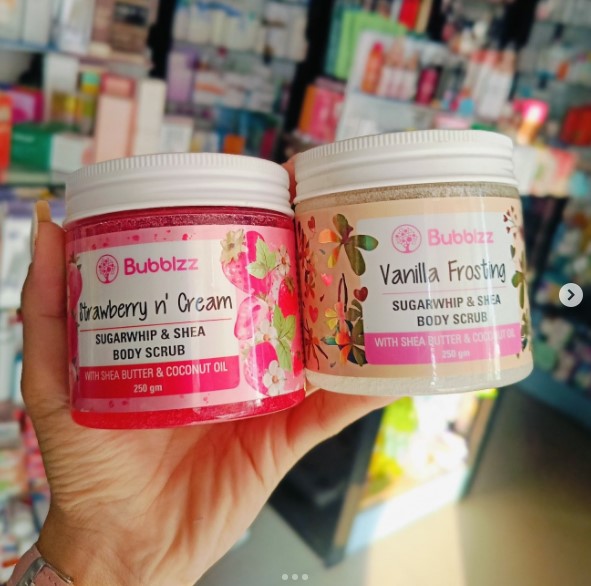 Bubblzz
Strawberry n' Cream
SUGARWHIP & SHEA
BODY SCRUB
WITH SHEA BUTTER & COCONUT OIL
250 gm
Bubblzz
Vanilla Frosting
SUGARWHIP & SHEA
BODY SCRUB
WITH SHEA BUTTER & COCONUT OIL
250 gm